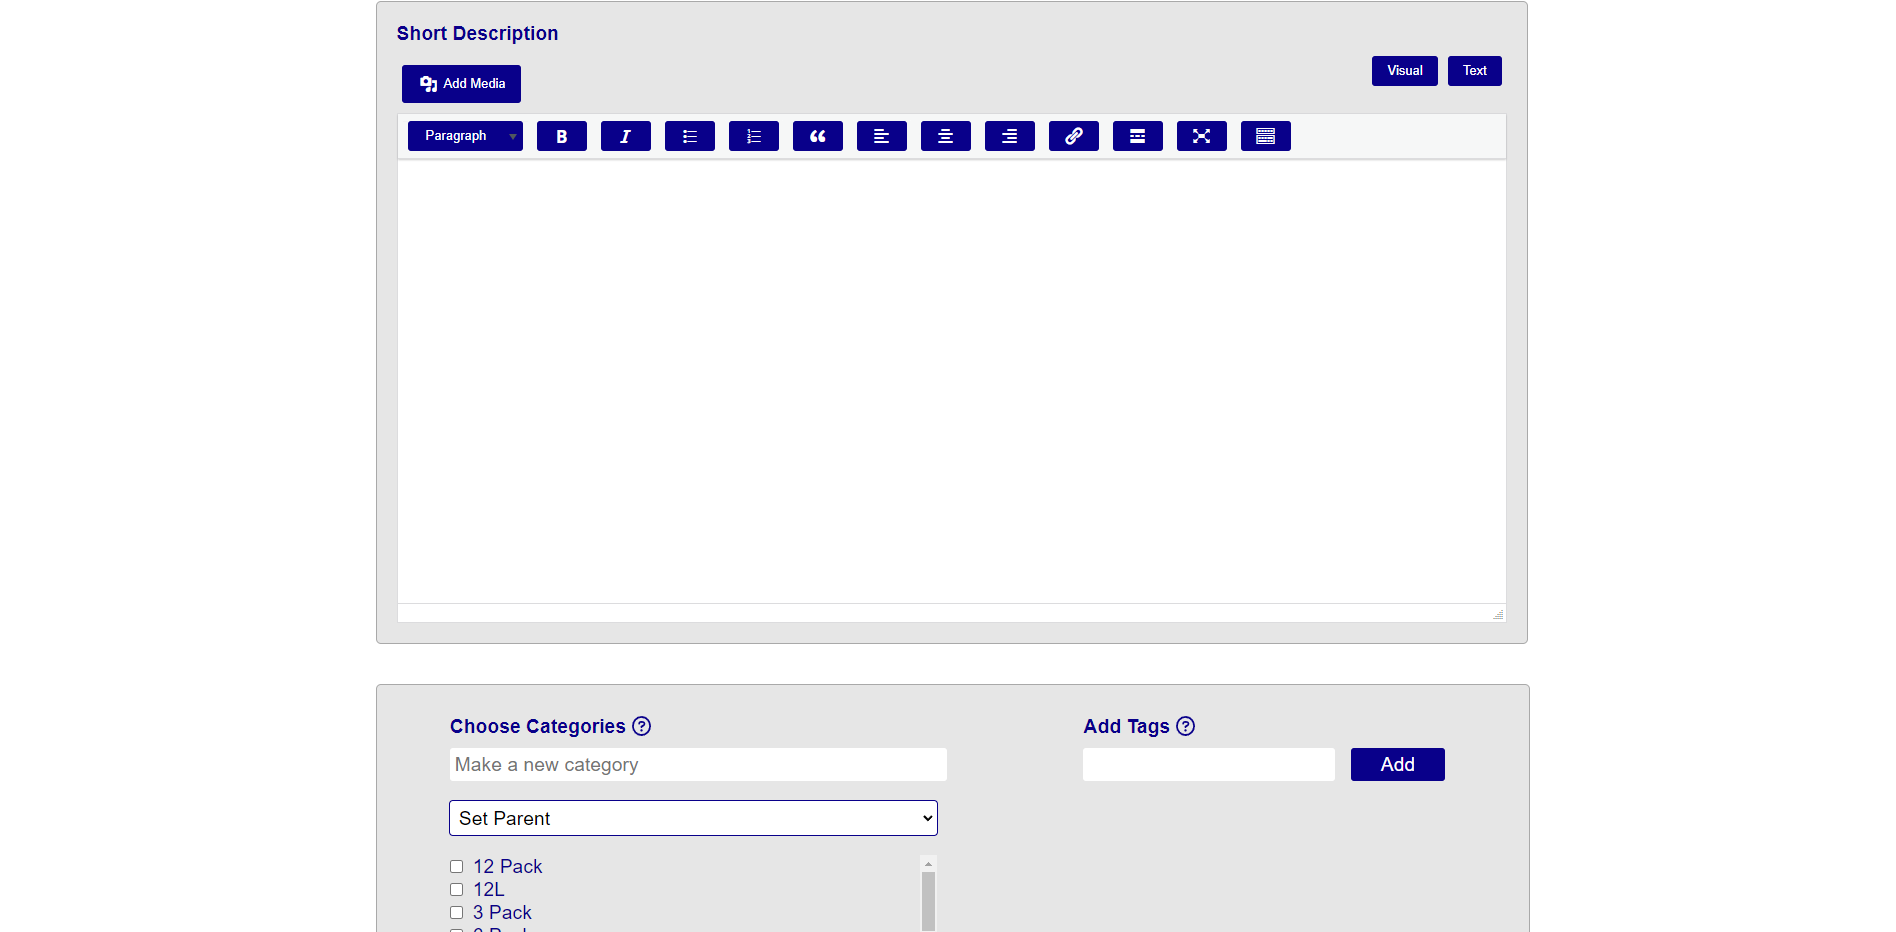 Short Description
Add Media
Visual Text
Paragraph
Choose Categories
Make a new category
Set Parent
12 Pack
12L
3 Pack
Add Tags
Add